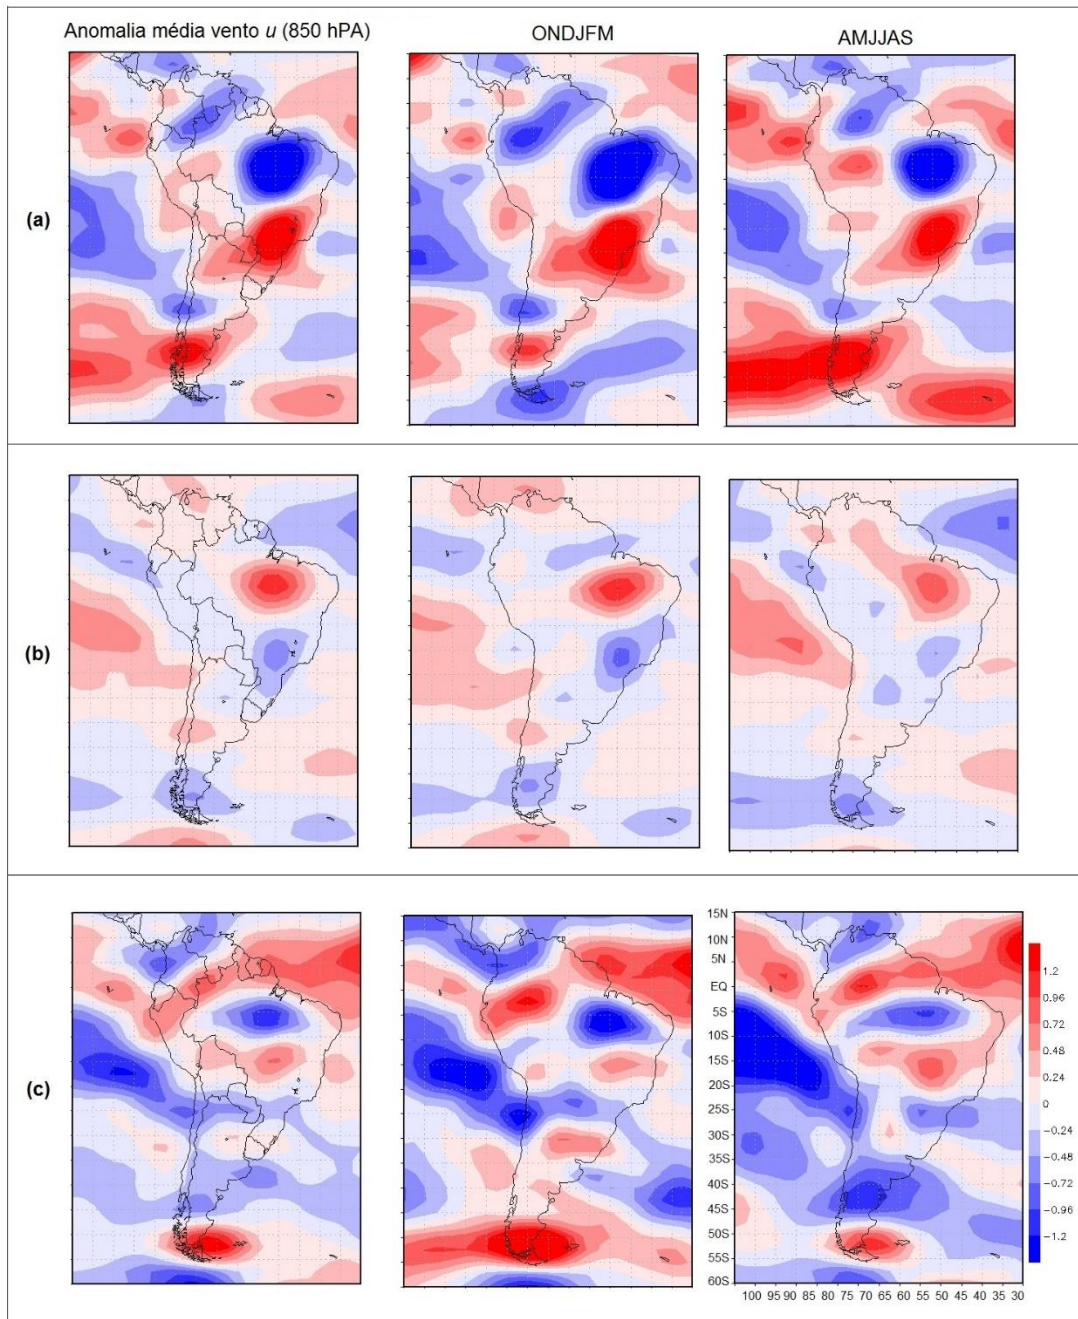 Anomalia média vento u (850 hPA) ONDJFM AMJJAS
(a)
(b)
(c)
15N
10N
5N
EQ
5S
10S
15S
20S
25S
30S
35S
40S
45S
50S
55S
60S
100 95 90 85 80 75 70 65 60 55 50 45 40 35 30
1.2
0.96
0.72
0.48
0.24
0
−0.24
−0.48
−0.72
−0.96
−1.2